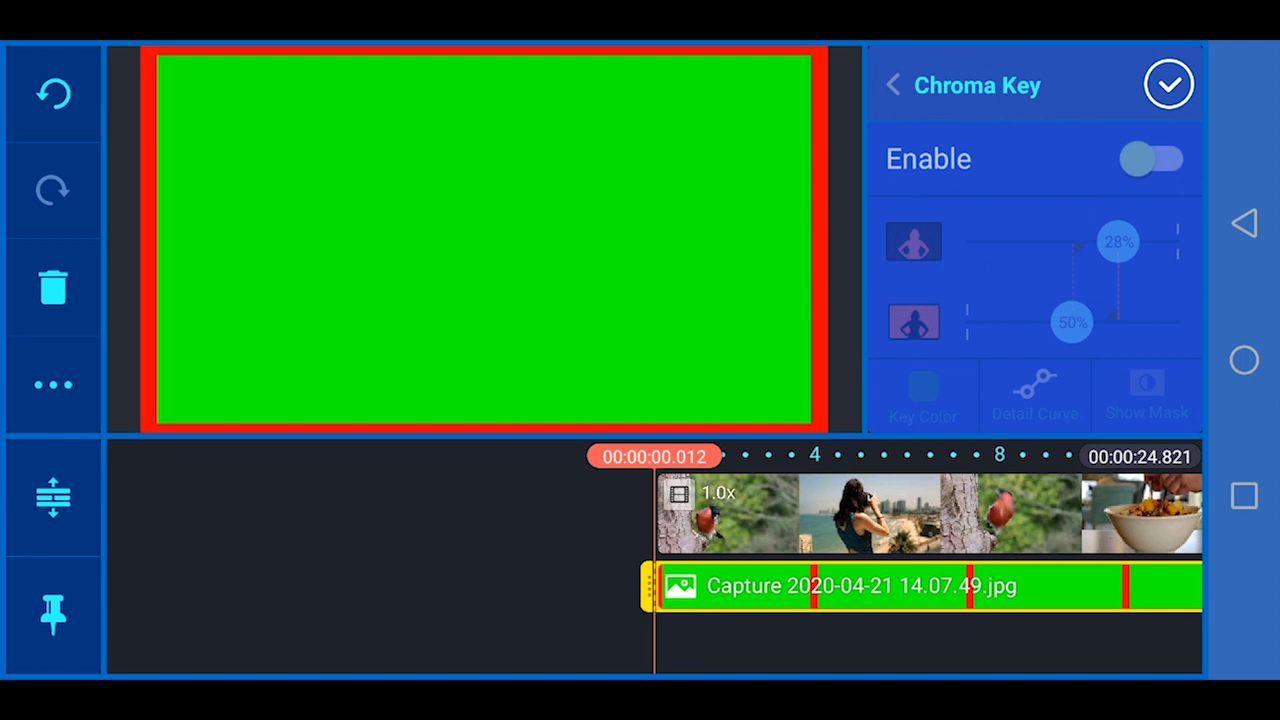 Chroma Key
Enable
28%
50%
Key Color
Detail Curve
Show Mask
00:00:00.012
4
8
00:00:24.821
1.0x
Capture 2020-04-21 14.07.49.jpg